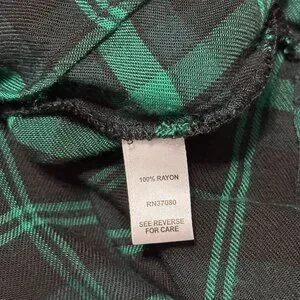 100% RAYON
RN37080
SEE REVERSE
FOR CARE